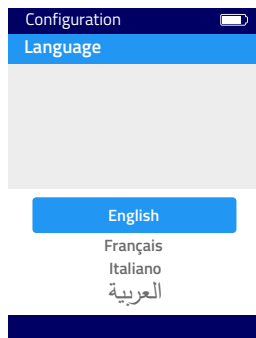 Configuration
Language
English
Français
Italiano
العربية